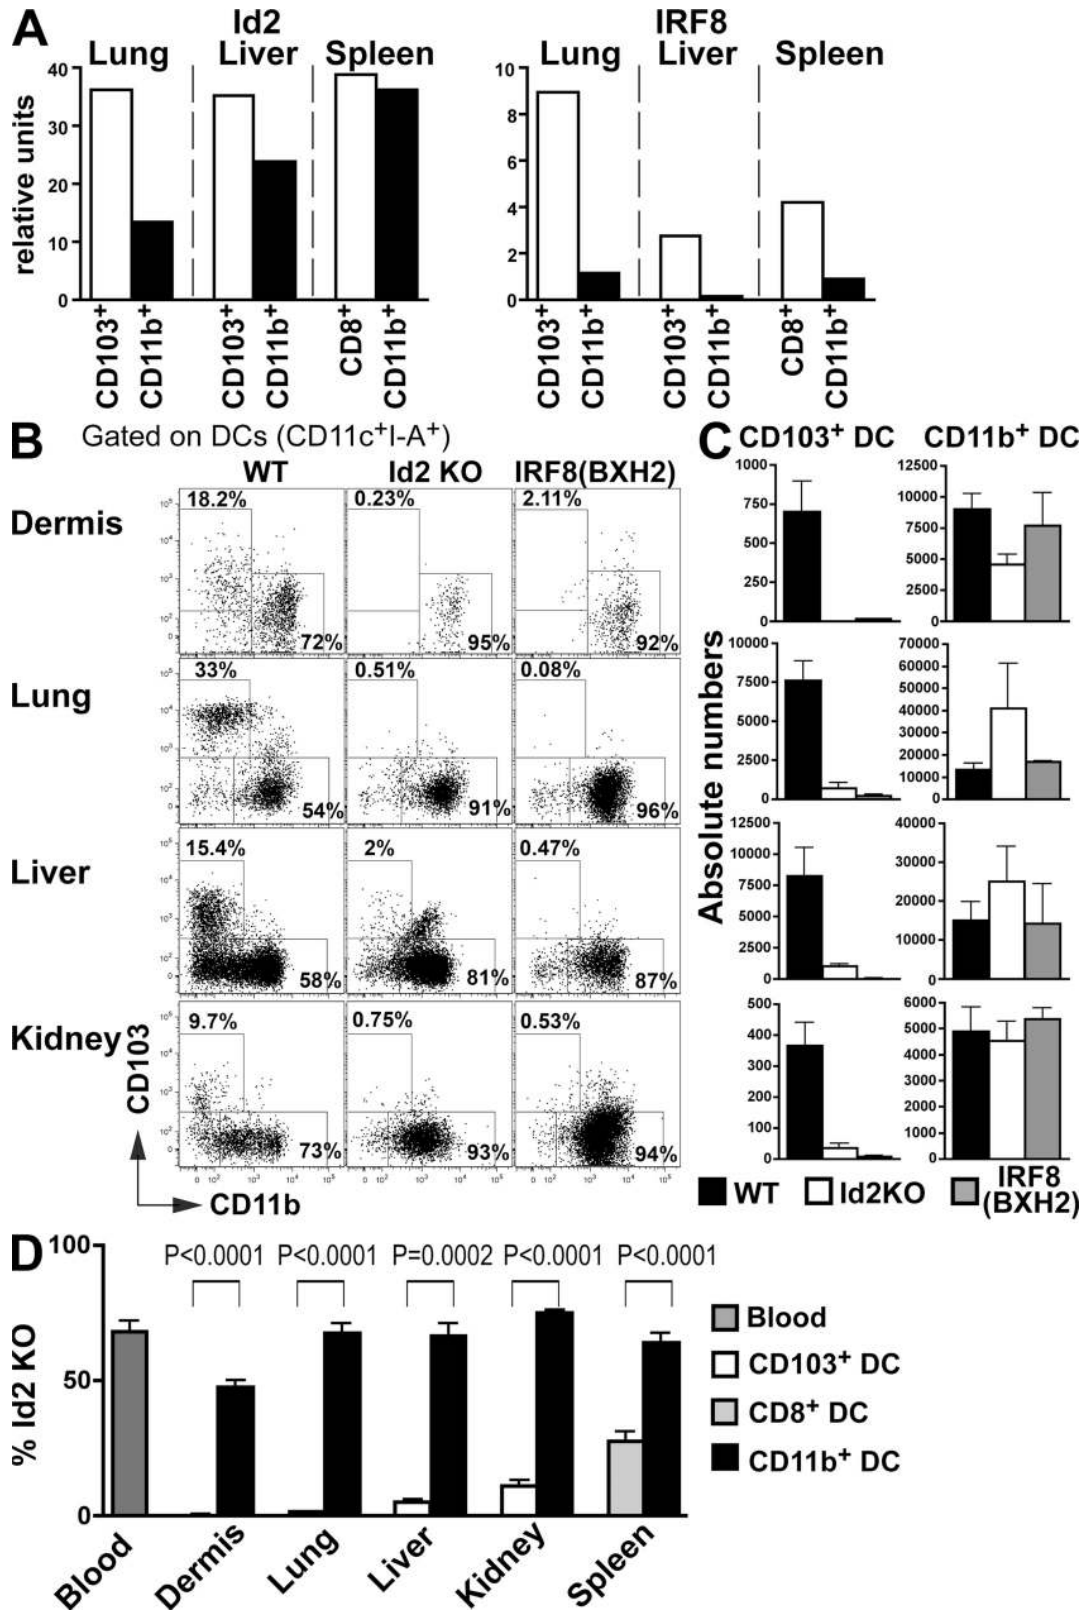 A
Id2
IRF8
Lung Liver Spleen
Lung Liver Spleen
relative units
40
30
20
10
0
CD103+
CD11b+
CD103+
CD11b+
CD8+
CD11b+
10
8
6
4
2
0
CD103+
CD11b+
CD103+
CD11b+
CD8+
CD11b+
B Gated on DCs (CD11c+I-A+)
WT Id2 KO IRF8(BXH2)
Dermis
18.2% 0.23% 2.11%
72% 95% 92%
Lung
33% 0.51% 0.08%
54% 91% 96%
Liver
15.4% 2% 0.47%
58% 81% 87%
Kidney
9.7% 0.75% 0.53%
73% 93% 94%
CD103
CD11b
C CD103+ DC CD11b+ DC
Absolute numbers
1000
750
500
250
0
12500
10000
7500
5000
2500
0
10000
7500
5000
2500
0
70000
60000
50000
40000
30000
20000
10000
0
12500
10000
7500
5000
2500
0
40000
30000
20000
10000
0
500
400
300
200
100
0
6000
5000
4000
3000
2000
1000
0
WT Id2KO IRF8
(BXH2)
D
% Id2 KO
100
50
0
P<0.0001 P<0.0001 P=0.0002 P<0.0001 P<0.0001
Blood
Dermis
Lung
Liver
Kidney
Spleen
Blood
CD103+ DC
CD8+ DC
CD11b+ DC